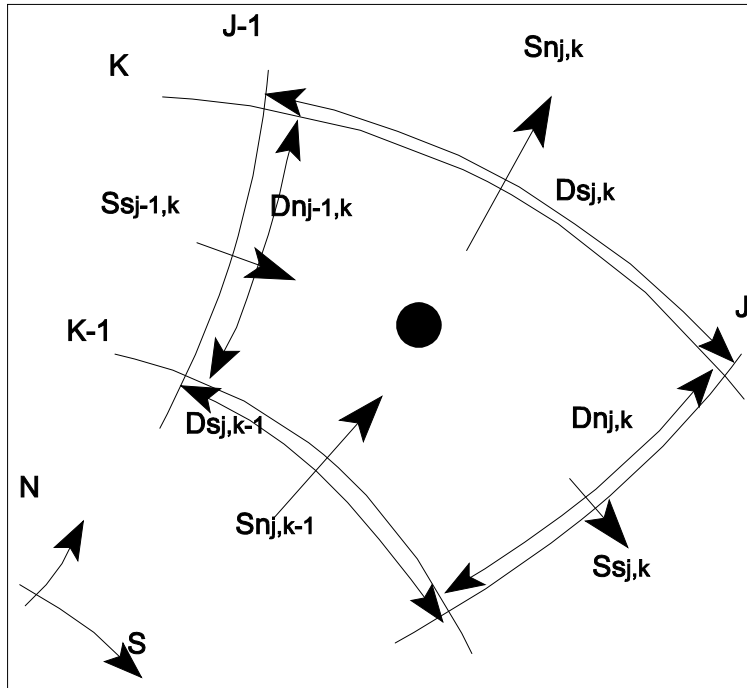 J-1
Snj,k
K
Dsj,k
Ssj-1,k
Dnj-1,k
J
K-1
Dsj,k-1
Dnj,k
N
Snj,k-1
Ssj,k
S